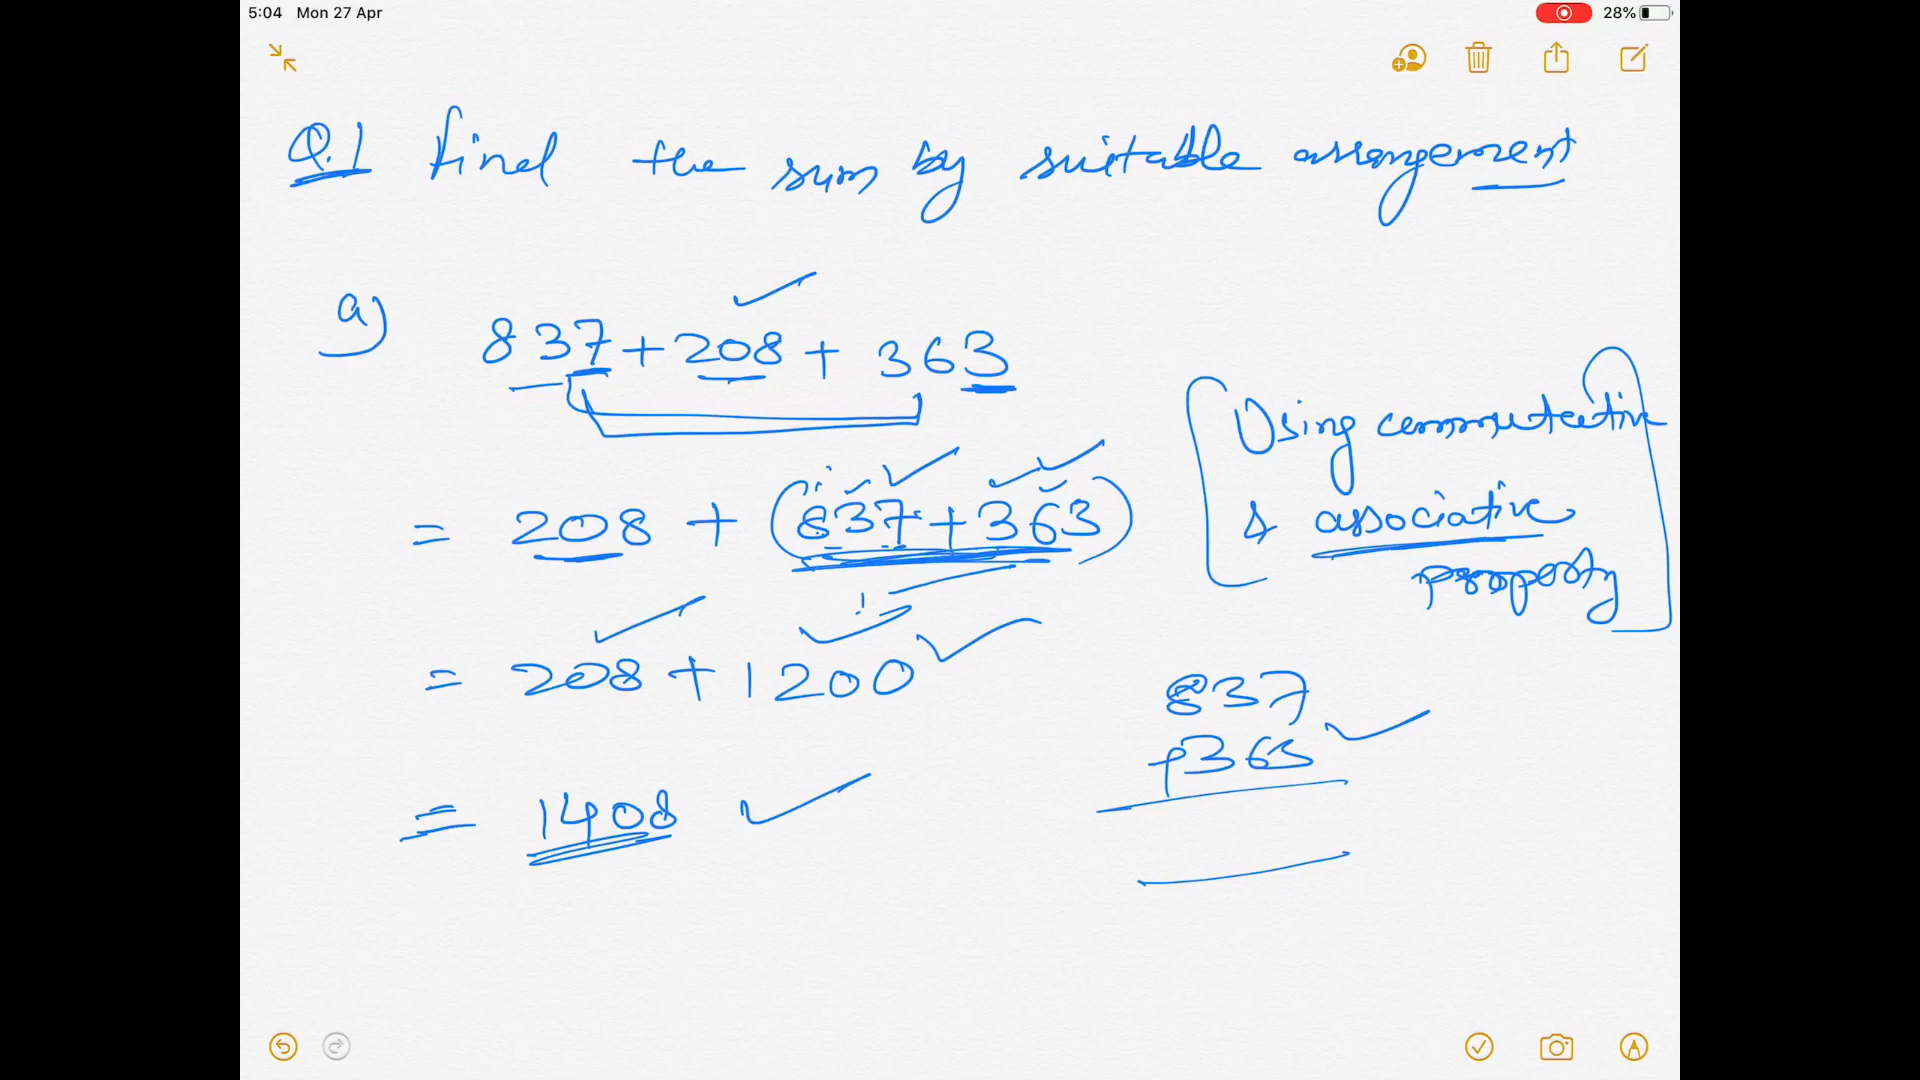 5:04 Mon 27 Apr
28%
Q.1 Find the sum by suitable arrangement
a)
837 + 208 + 363
= 208 + (837 + 363)
Using commutative
& associative
property
= 208 + 1200
= 1408
837
+363